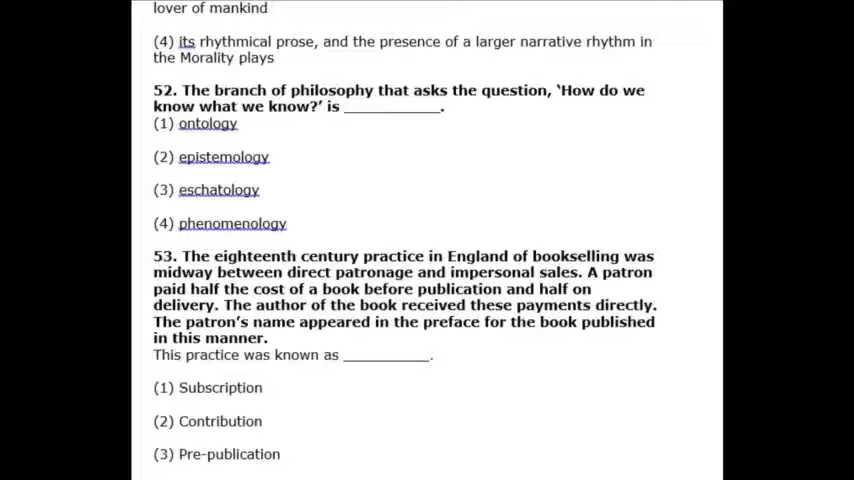 lover of mankind
(4) its rhythmical prose, and the presence of a larger narrative rhythm in
the Morality plays
52. The branch of philosophy that asks the question, ‘How do we
know what we know?’ is ____________.
(1) ontology
(2) epistemology
(3) eschatology
(4) phenomenology
53. The eighteenth century practice in England of bookselling was
midway between direct patronage and impersonal sales. A patron
paid half the cost of a book before publication and half on
delivery. The author of the book received these payments directly.
The patron’s name appeared in the preface for the book published
in this manner.
This practice was known as ___________.
(1) Subscription
(2) Contribution
(3) Pre-publication